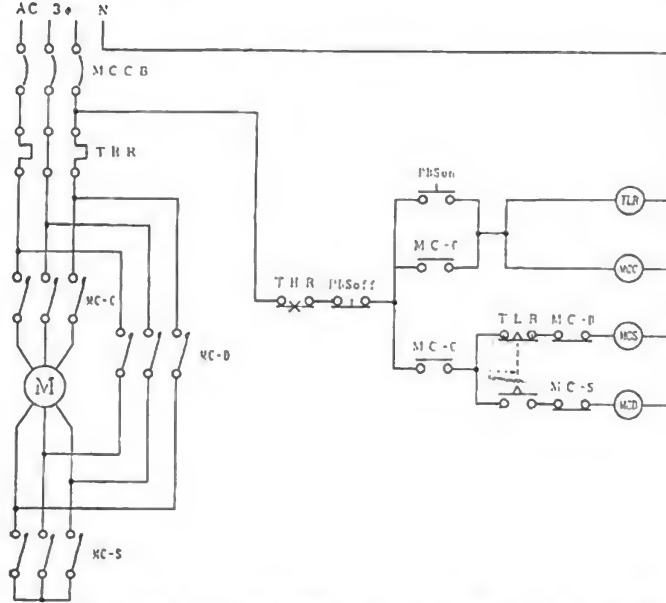 AC 3φ N
MCCB
THR
PBSon
TLR
MC-C
MCC
THR PBSoff
MC-C
MC-C
TLR MC-D
MCS
MC-D
M
MC-S
MCD
MC-S